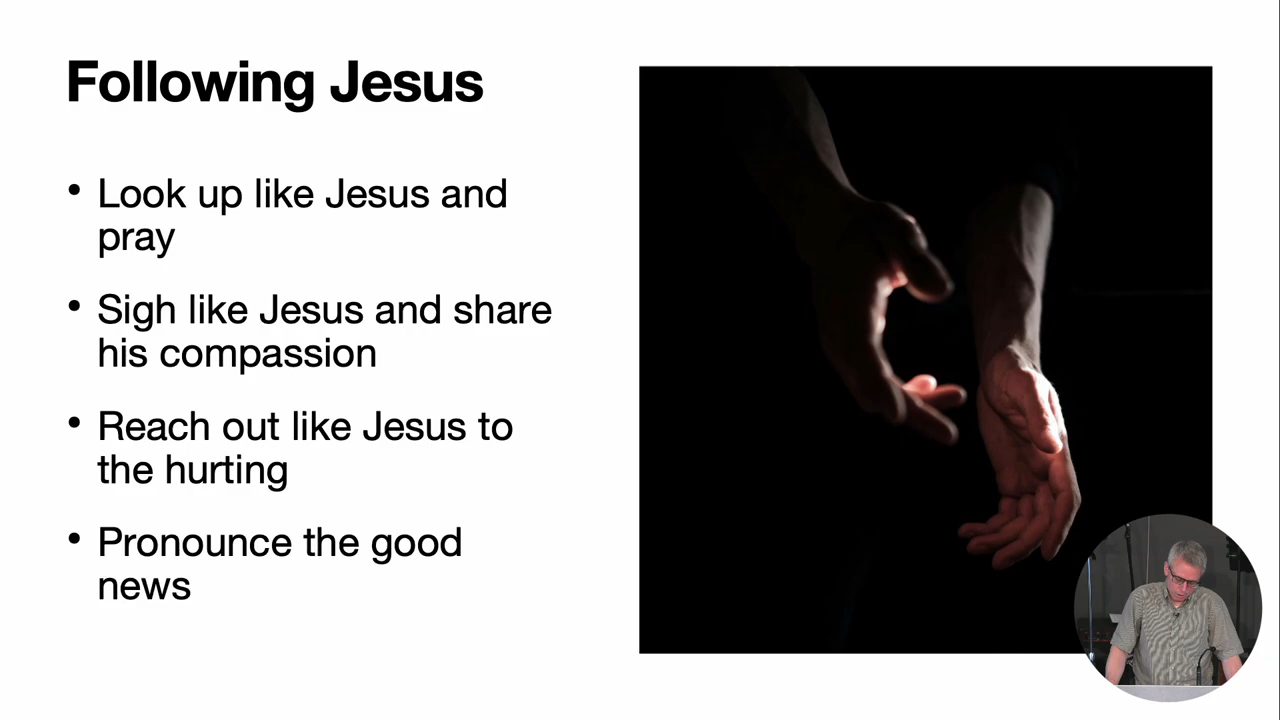 Following Jesus
• Look up like Jesus and
pray
• Sigh like Jesus and share
his compassion
• Reach out like Jesus to
the hurting
• Pronounce the good
news